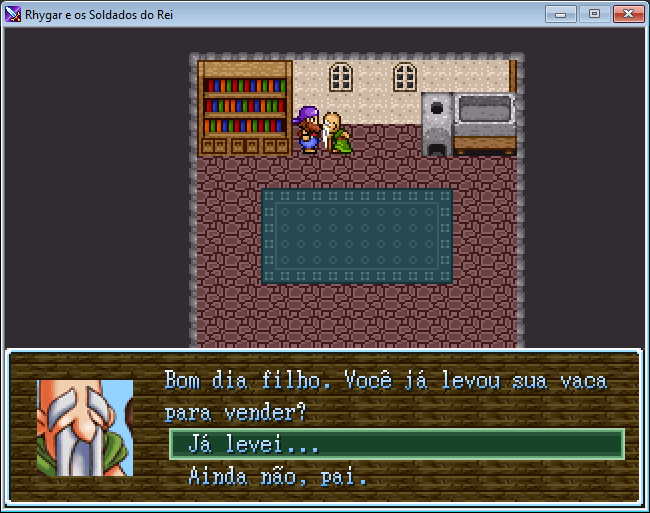 Rhygar e os Soldados do Rei
Bom dia filho. Você já levou sua vaca
para vender?
Já levei...
Ainda não, pai.